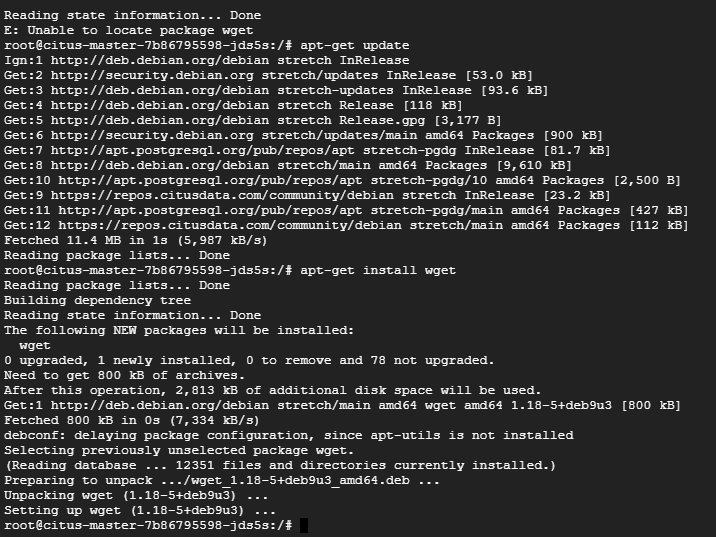 Reading state information... Done
E: Unable to locate package wget
root@citus-master-7b86795598-jds5s:/# apt-get update
Ign:1 http://deb.debian.org/debian stretch InRelease
Get:2 http://security.debian.org stretch/updates InRelease [53.0 kB]
Get:3 http://deb.debian.org/debian stretch-updates InRelease [93.6 kB]
Get:4 http://deb.debian.org/debian stretch Release [118 kB]
Get:5 http://deb.debian.org/debian stretch Release.gpg [3,177 B]
Get:6 http://security.debian.org stretch/updates/main amd64 Packages [900 kB]
Get:7 http://apt.postgresql.org/pub/repos/apt stretch-pgdg InRelease [81.7 kB]
Get:8 http://deb.debian.org/debian stretch/main amd64 Packages [9,610 kB]
Get:10 http://apt.postgresql.org/pub/repos/apt stretch-pgdg/10 amd64 Packages [2,500 B]
Get:9 https://repos.citusdata.com/community/debian stretch InRelease [23.2 kB]
Get:11 http://apt.postgresql.org/pub/repos/apt stretch-pgdg/main amd64 Packages [427 kB]
Get:12 https://repos.citusdata.com/community/debian stretch/main amd64 Packages [112 kB]
Fetched 11.4 MB in 1s (5,987 kB/s)
Reading package lists... Done
root@citus-master-7b86795598-jds5s:/# apt-get install wget
Reading package lists... Done
Building dependency tree
Reading state information... Done
The following NEW packages will be installed:
  wget
0 upgraded, 1 newly installed, 0 to remove and 78 not upgraded.
Need to get 800 kB of archives.
After this operation, 2,813 kB of additional disk space will be used.
Get:1 http://deb.debian.org/debian stretch/main amd64 wget amd64 1.18-5+deb9u3 [800 kB]
Fetched 800 kB in 0s (7,334 kB/s)
debconf: delaying package configuration, since apt-utils is not installed
Selecting previously unselected package wget.
(Reading database ... 12351 files and directories currently installed.)
Preparing to unpack .../wget_1.18-5+deb9u3_amd64.deb ...
Unpacking wget (1.18-5+deb9u3) ...
Setting up wget (1.18-5+deb9u3) ...
root@citus-master-7b86795598-jds5s:/#